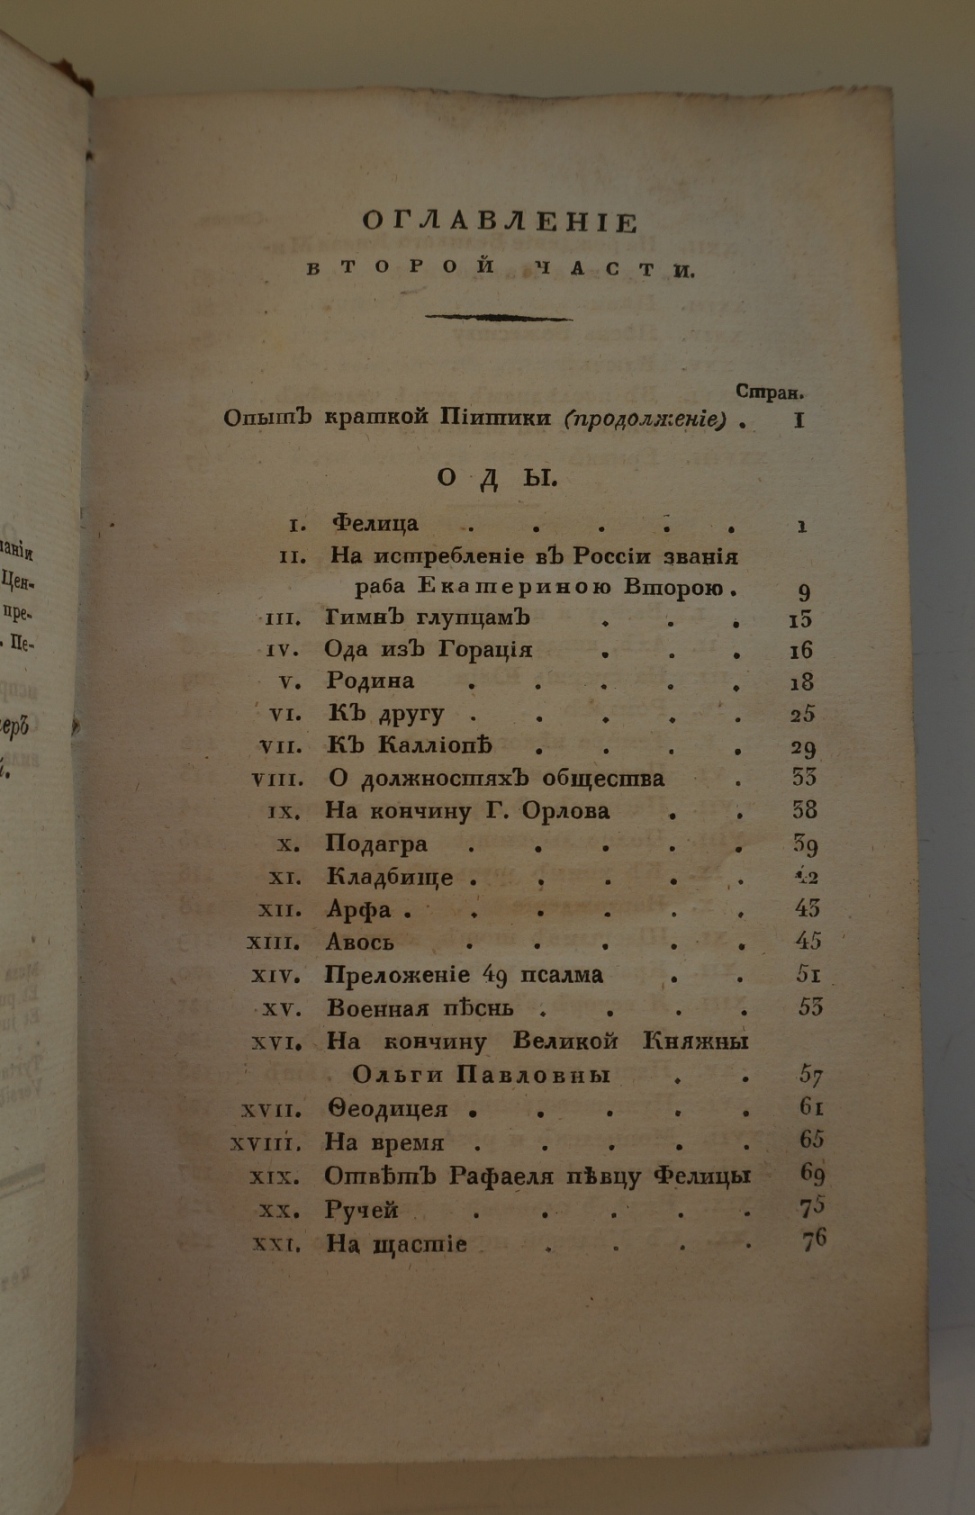 ОГЛАВЛЕНІЕ
ВТОРОЙ ЧАСТИ.
Стран.
Опытъ краткой Піитики (продолженіе) . I
ОДЫ.
I. Фелица . . . . . 1
II. На истребленіе въ Россіи званія
раба Екатериною Второю. 9
III. Гимнъ глупцамъ . . . 13
IV. Ода изъ Горація . . . 16
V. Родина . . . . . 18
VI. Къ другу . . . . . 25
VII. Къ Калліопѣ . . . . 29
VIII. О должностяхъ общества . 33
IX. На кончину Г. Орлова . . 38
X. Подагра . . . . . 39
XI. Кладбище . . . . . 42
XII. Арфа . . . . . . 43
XIII. Авось . . . . . 45
XIV. Преложеніе 49 псалма . . 51
XV. Военная пѣснь . . . . 53
XVI. На кончину Великой Княжны
Ольги Павловны . . 57
XVII. Ѳеодицея . . . . . 61
XVIII. На время . . . . . 65
XIX. Отвѣтъ Рафаеля пѣвцу Фелицы 69
XX. Ручей . . . . . 75
XXI. На щастіе . . . . 76
Цен-
пре-
. Пе-